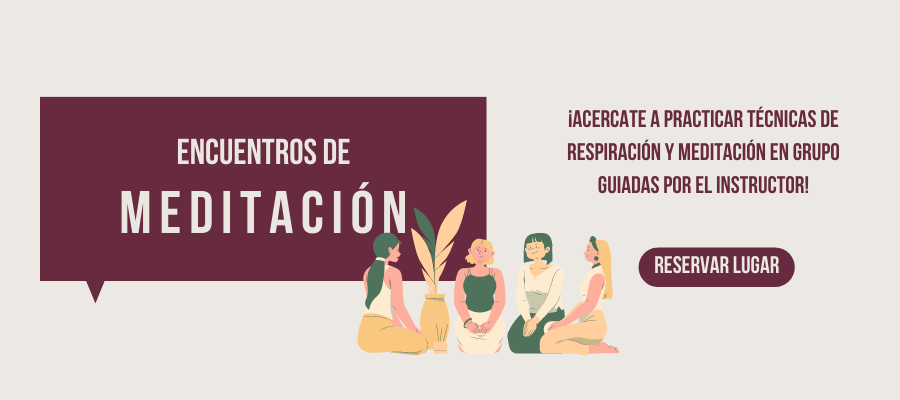 ENCUENTROS DE
MEDITACIÓN
¡ACERCATE A PRACTICAR TÉCNICAS DE
RESPIRACIÓN Y MEDITACIÓN EN GRUPO
GUIADAS POR EL INSTRUCTOR!
RESERVAR LUGAR